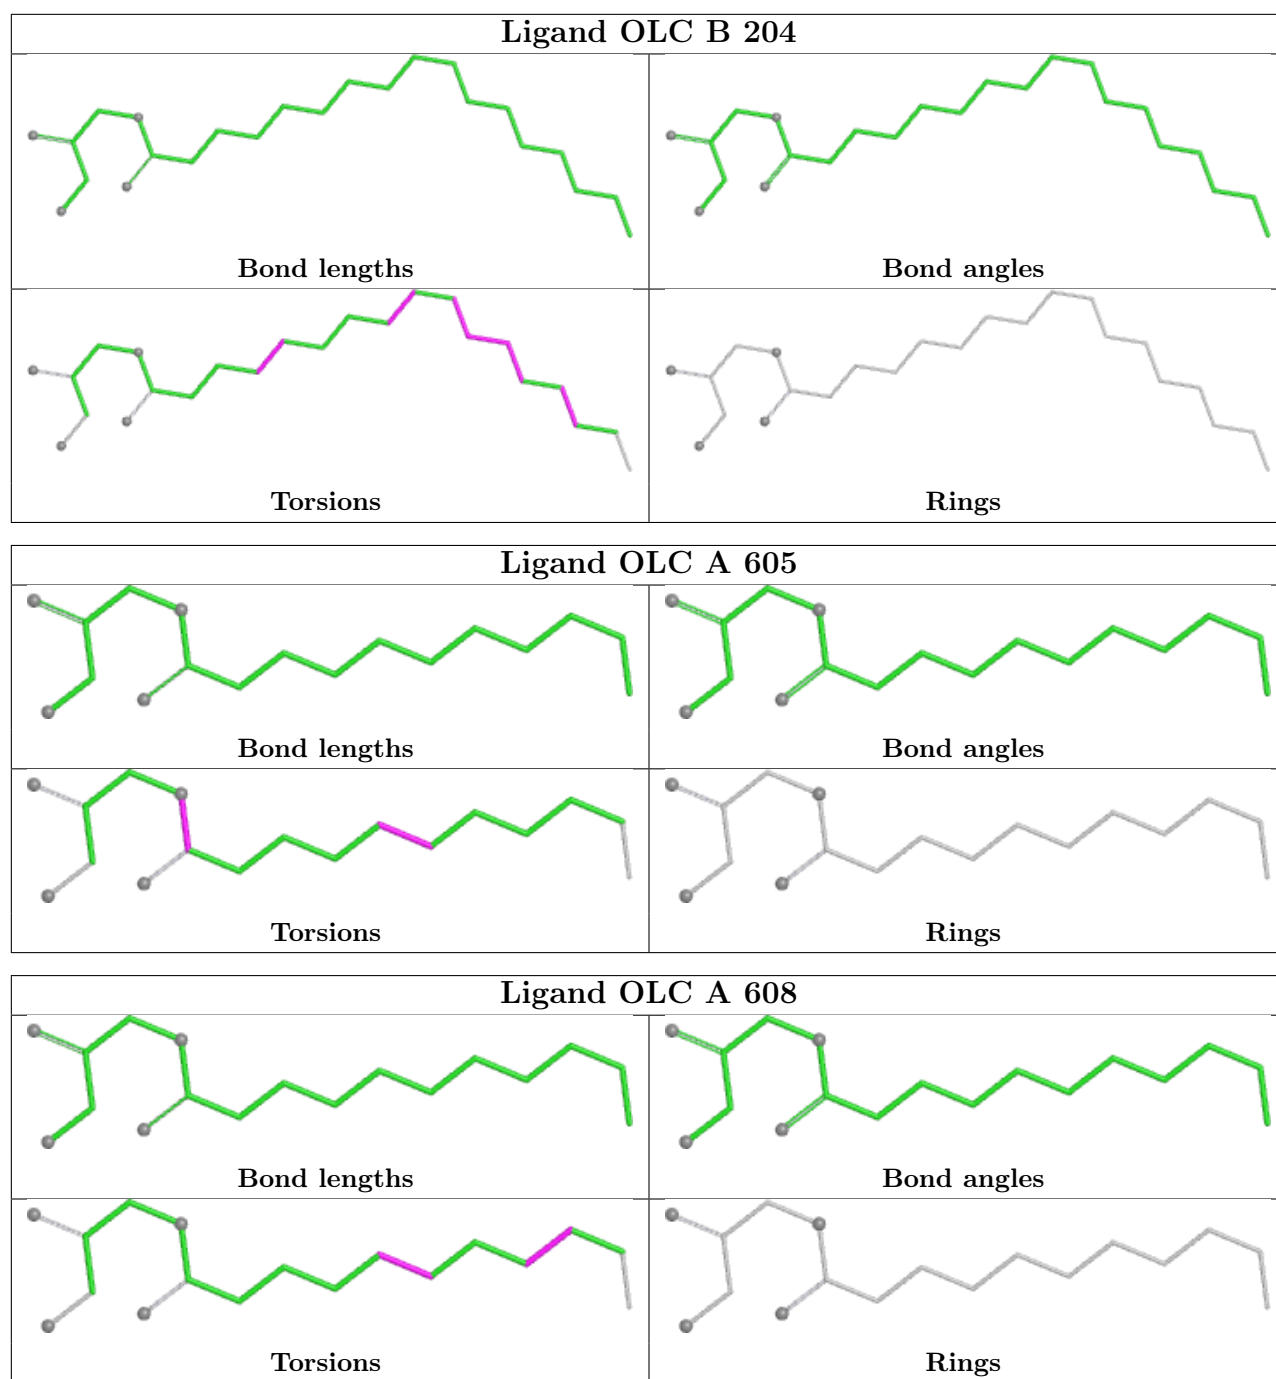 Ligand OLC B 204
Bond lengths
Bond angles
Torsions
Rings
Ligand OLC A 605
Bond lengths
Bond angles
Torsions
Rings
Ligand OLC A 608
Bond lengths
Bond angles
Torsions
Rings